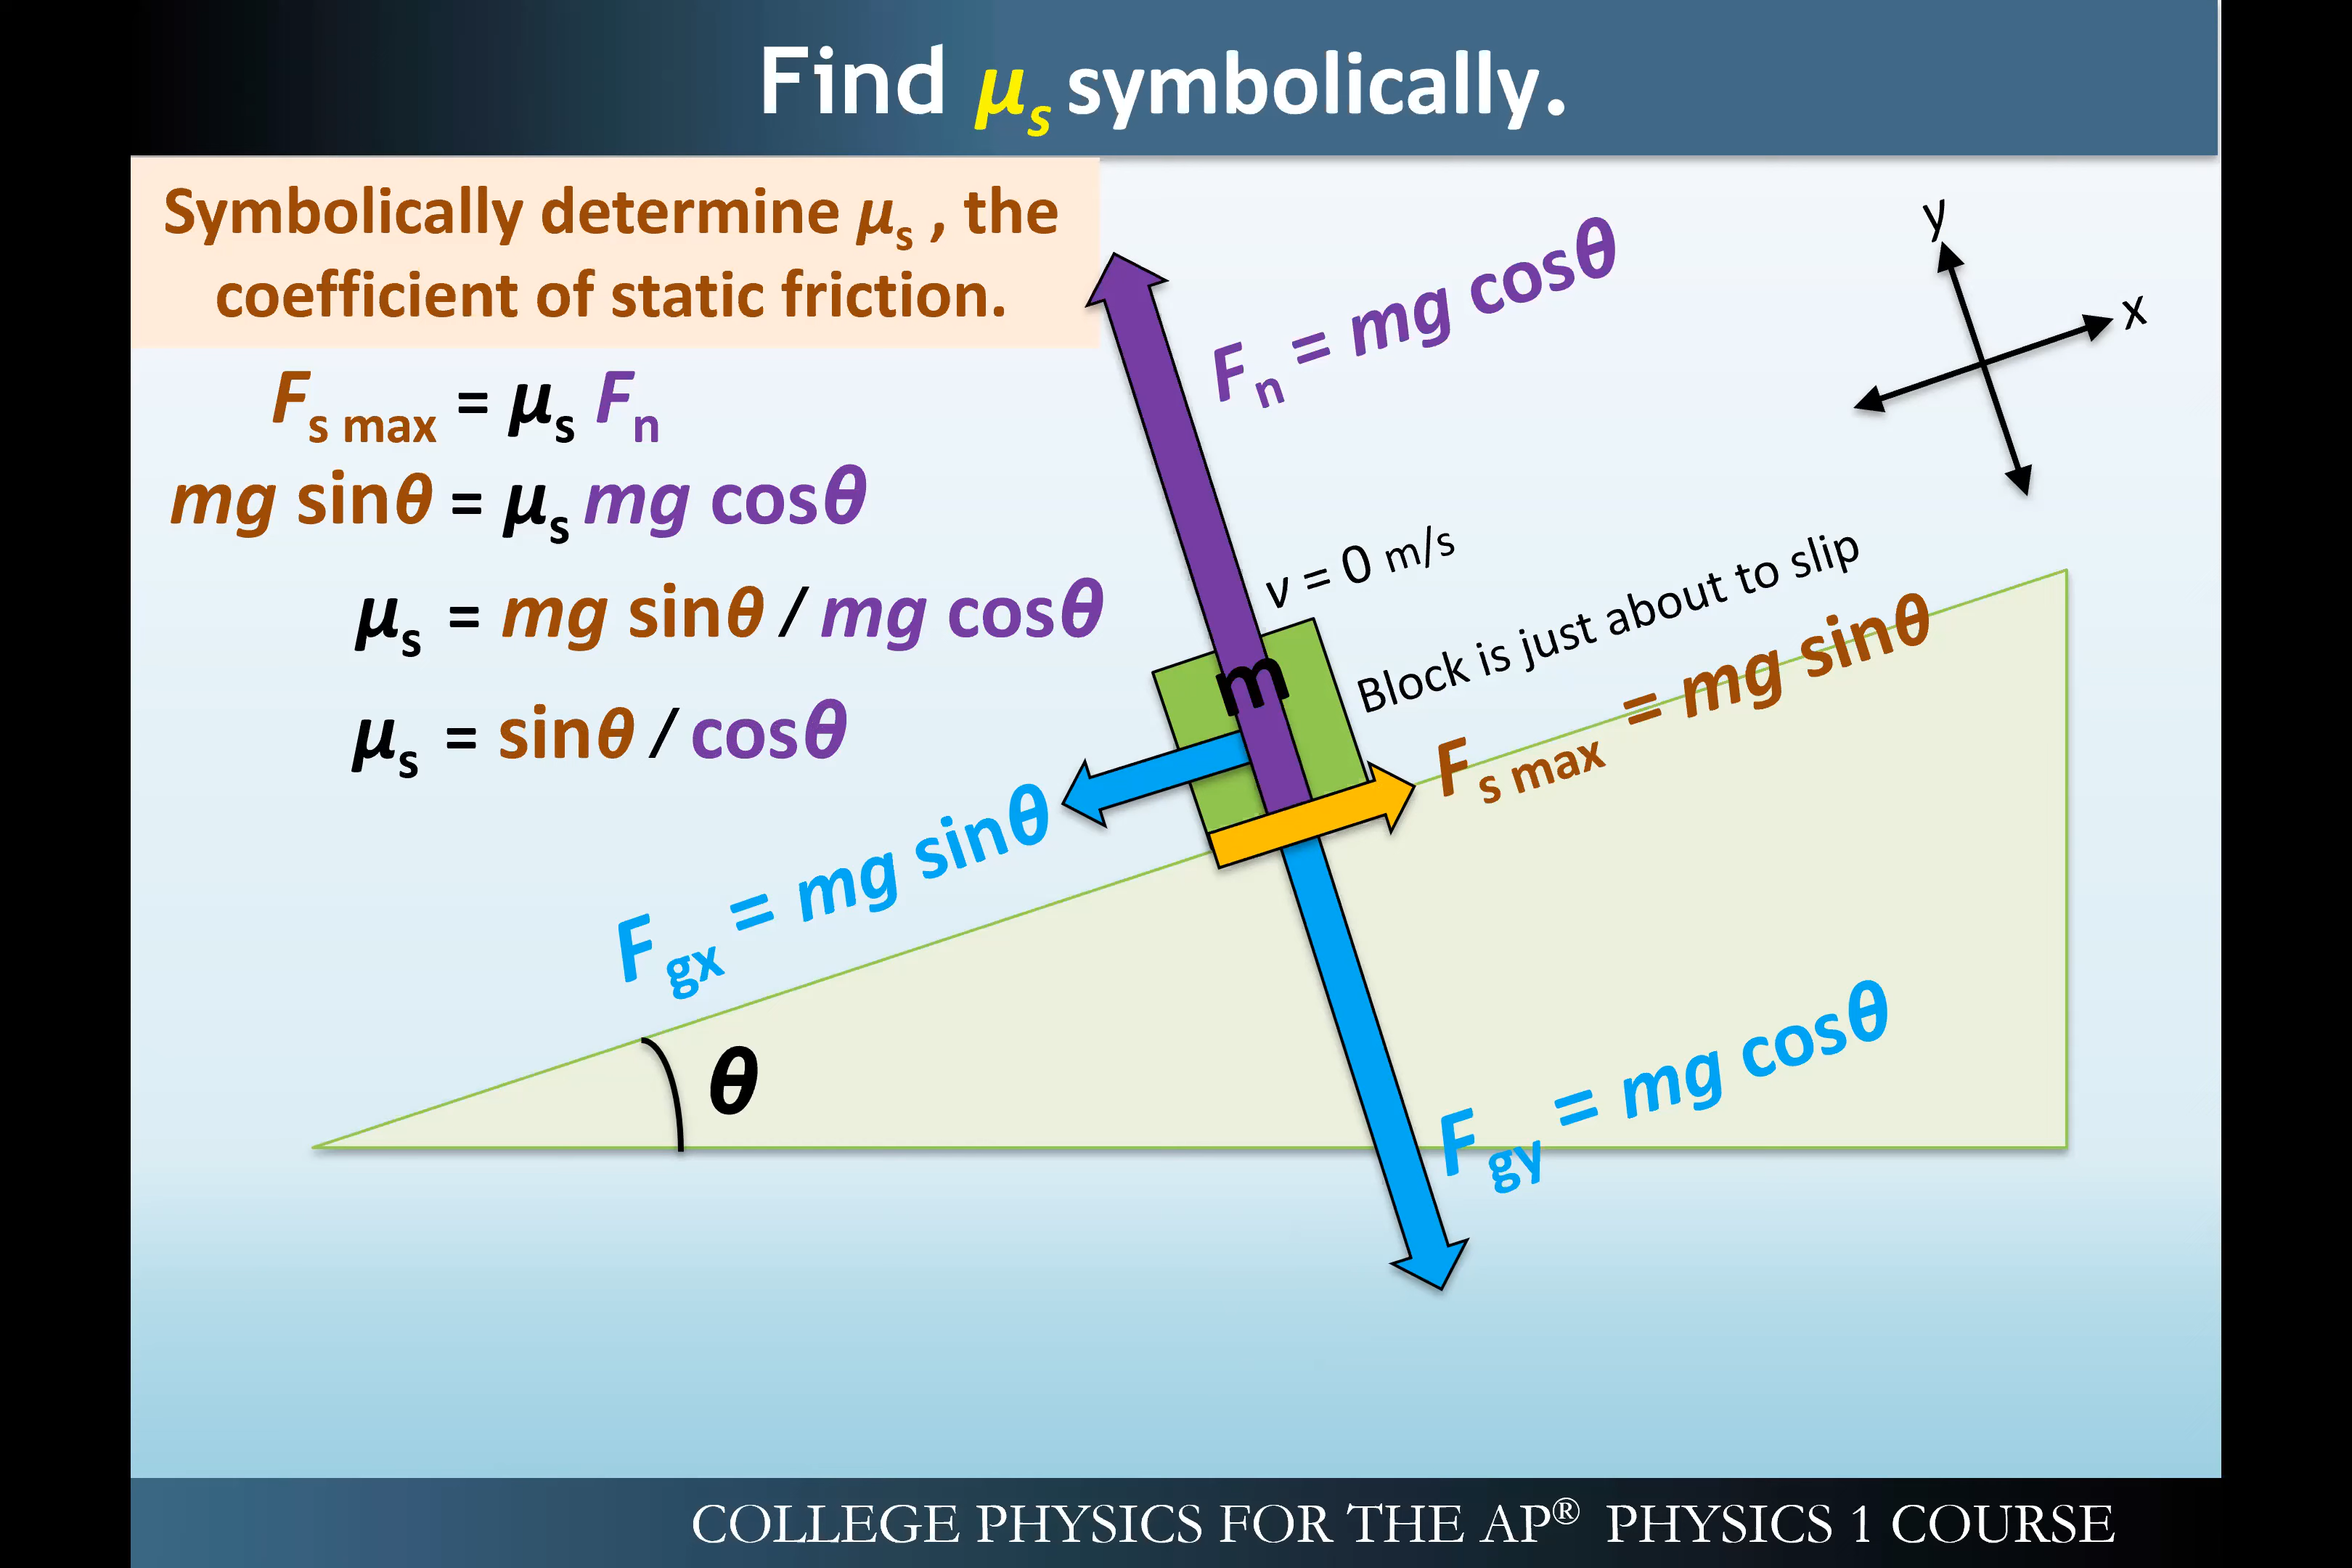 Find μs symbolically.
Symbolically determine μs , the
coefficient of static friction.
Fs max = μs Fn
mg sinθ = μs mg cosθ
μs = mg sinθ / mg cosθ
μs = sinθ / cosθ
Fn = mg cosθ
y
x
v = 0 m/s
Block is just about to slip
m
Fs max = mg sinθ
Fgx = mg sinθ
θ
Fgy = mg cosθ
COLLEGE PHYSICS FOR THE AP® PHYSICS 1 COURSE